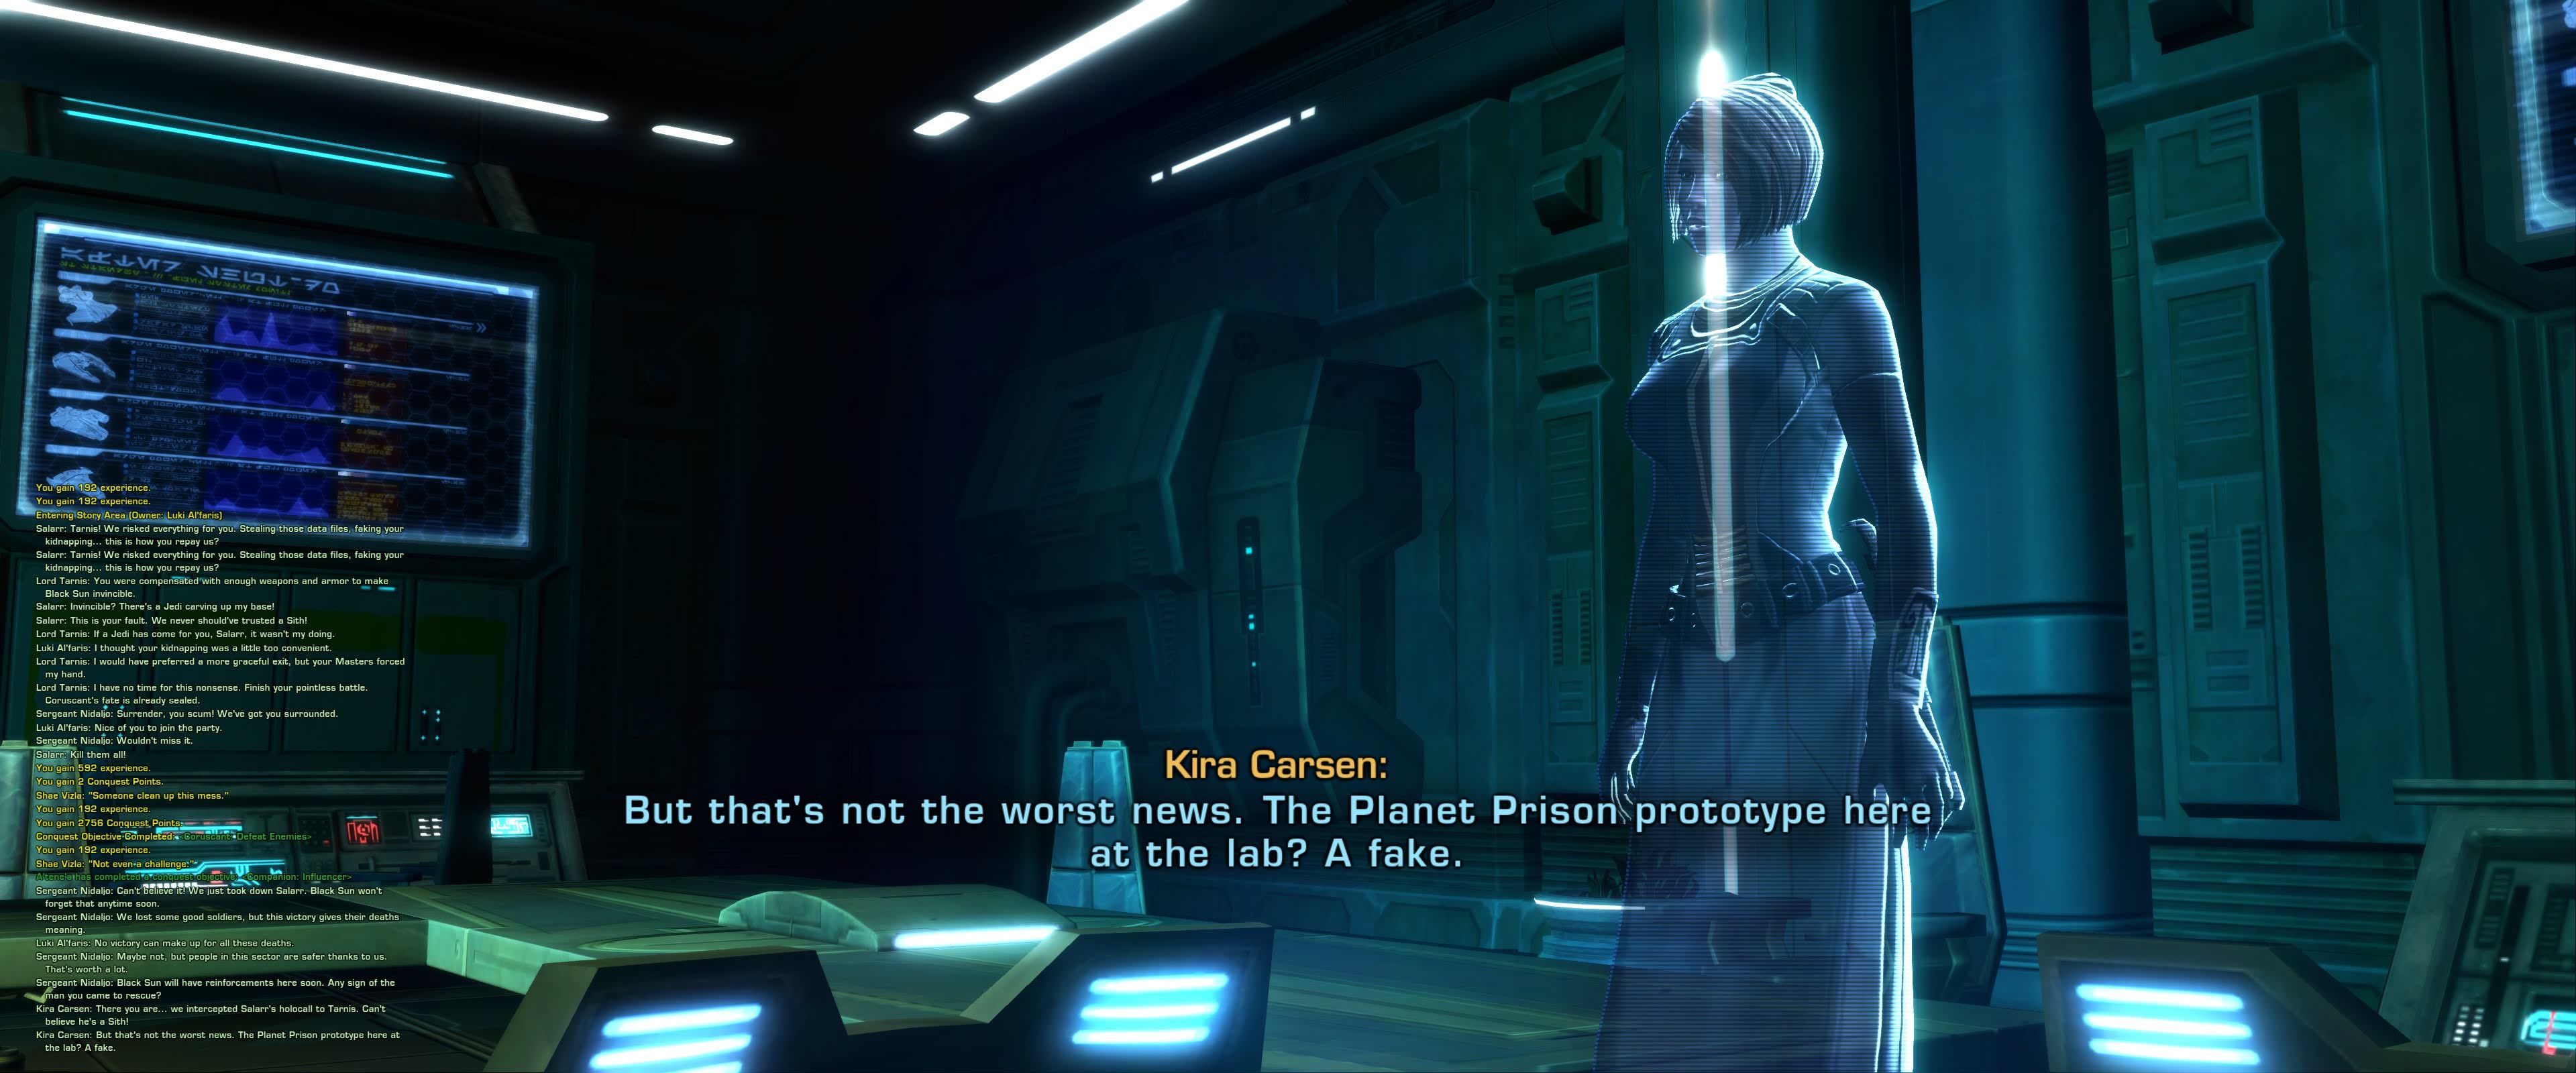 You gain 192 experience.
You gain 192 experience.
Entering Story Area (Owner: Luki Al'faris)
Salarr: Tarnis! We risked everything for you. Stealing those data files, faking your
kidnapping... this is how you repay us?
Salarr: Tarnis! We risked everything for you. Stealing those data files, faking your
kidnapping... this is how you repay us?
Lord Tarnis: You were compensated with enough weapons and armor to make
Black Sun invincible.
Salarr: Invincible? There's a Jedi carving up my base!
Salarr: This is your fault. We never should've trusted a Sith!
Lord Tarnis: If a Jedi has come for you, Salarr, it wasn't my doing.
Luki Al'faris: I thought your kidnapping was a little too convenient.
Lord Tarnis: I would have preferred a more graceful exit, but your Masters forced
my hand.
Lord Tarnis: I have no time for this nonsense. Finish your pointless battle.
Coruscant's fate is already sealed.
Sergeant Nidaljo: Surrender, you scum! We've got you surrounded.
Luki Al'faris: Nice of you to join the party.
Sergeant Nidaljo: Wouldn't miss it.
Salarr: Kill them all!
You gain 592 experience.
You gain 2 Conquest Points.
Shae Vizla: "Someone clean up this mess."
You gain 192 experience.
You gain 2756 Conquest Points.
Conquest Objective Completed: <Coruscant: Defeat Enemies>
You gain 192 experience.
Shae Vizla: "Not even a challenge."
A'tenela has completed a conquest objective: <Companion: Influencer>
Sergeant Nidaljo: Can't believe it! We just took down Salarr. Black Sun won't
forget that anytime soon.
Sergeant Nidaljo: We lost some good soldiers, but this victory gives their deaths
meaning.
Luki Al'faris: No victory can make up for all these deaths.
Sergeant Nidaljo: Maybe not, but people in this sector are safer thanks to us.
That's worth a lot.
Sergeant Nidaljo: Black Sun will have reinforcements here soon. Any sign of the
man you came to rescue?
Kira Carsen: There you are... we intercepted Salarr's holocall to Tarnis. Can't
believe he's a Sith!
Kira Carsen: But that's not the worst news. The Planet Prison prototype here at
the lab? A fake.
Kira Carsen:
But that's not the worst news. The Planet Prison prototype here
at the lab? A fake.